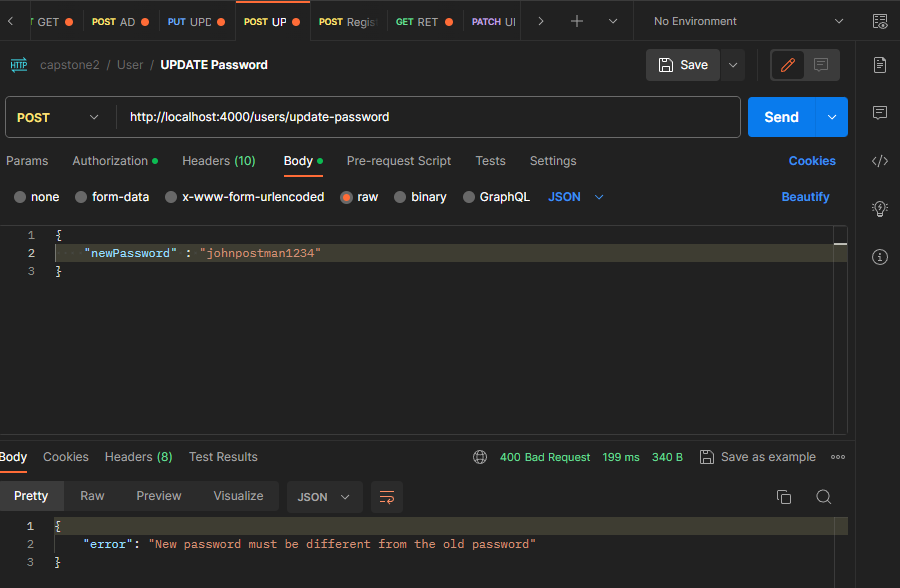 GET POST AD PUT UPD POST UP POST Regis GET RET PATCH UI No Environment
HTTP capstone2 / User / UPDATE Password Save
POST http://localhost:4000/users/update-password Send
Params Authorization Headers (10) Body Pre-request Script Tests Settings Cookies
none form-data x-www-form-urlencoded raw binary GraphQL JSON Beautify
1 {
2 "newPassword" : "johnpostman1234"
3 }
Body Cookies Headers (8) Test Results 400 Bad Request 199 ms 340 B Save as example
Pretty Raw Preview Visualize JSON
1 {
2 "error": "New password must be different from the old password"
3 }